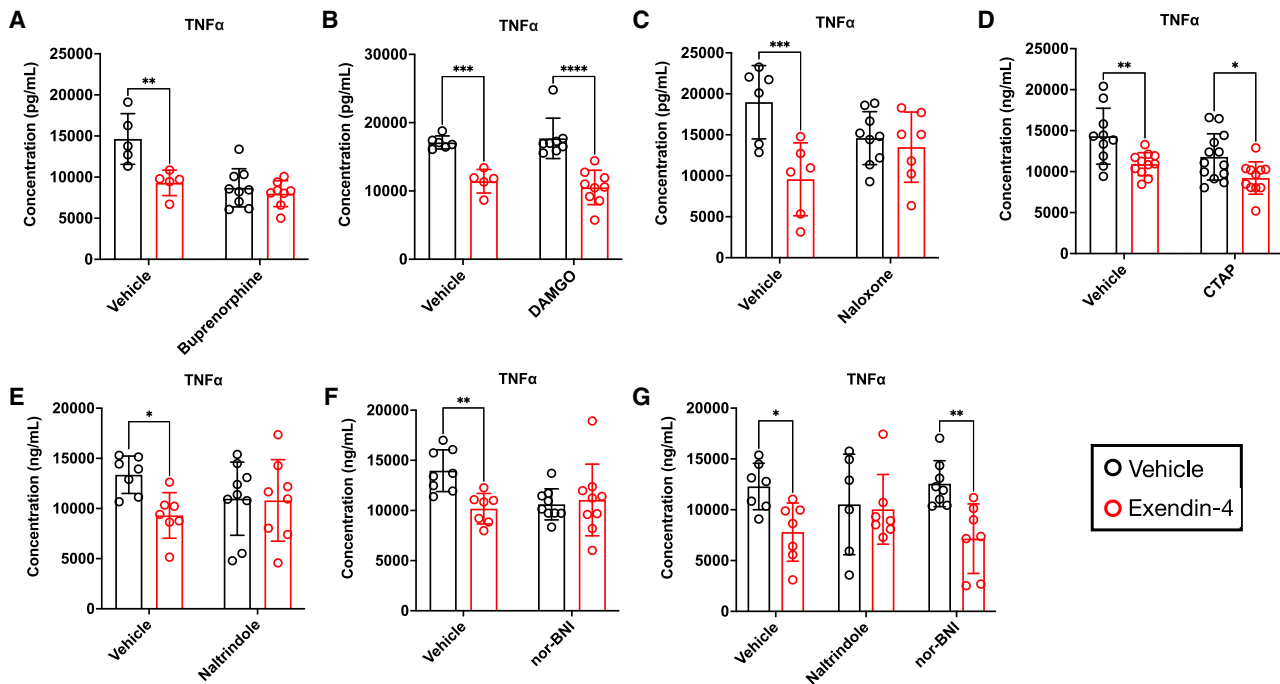 A
TNFα
Concentration (pg/mL)
25000
20000
15000
10000
5000
0
**
Vehicle
Buprenorphine
B
TNFα
Concentration (pg/mL)
30000
20000
10000
0
***
****
Vehicle
DAMGO
C
TNFα
Concentration (pg/mL)
25000
20000
15000
10000
5000
0
***
Vehicle
Naloxone
D
TNFα
Concentration (ng/mL)
25000
20000
15000
10000
5000
0
**
*
Vehicle
CTAP
E
TNFα
Concentration (ng/mL)
20000
15000
10000
5000
0
*
Vehicle
Naltrindole
F
TNFα
Concentration (ng/mL)
20000
15000
10000
5000
0
**
Vehicle
nor-BNI
G
TNFα
Concentration (ng/mL)
20000
15000
10000
5000
0
*
**
Vehicle
Naltrindole
nor-BNI
Vehicle
Exendin-4